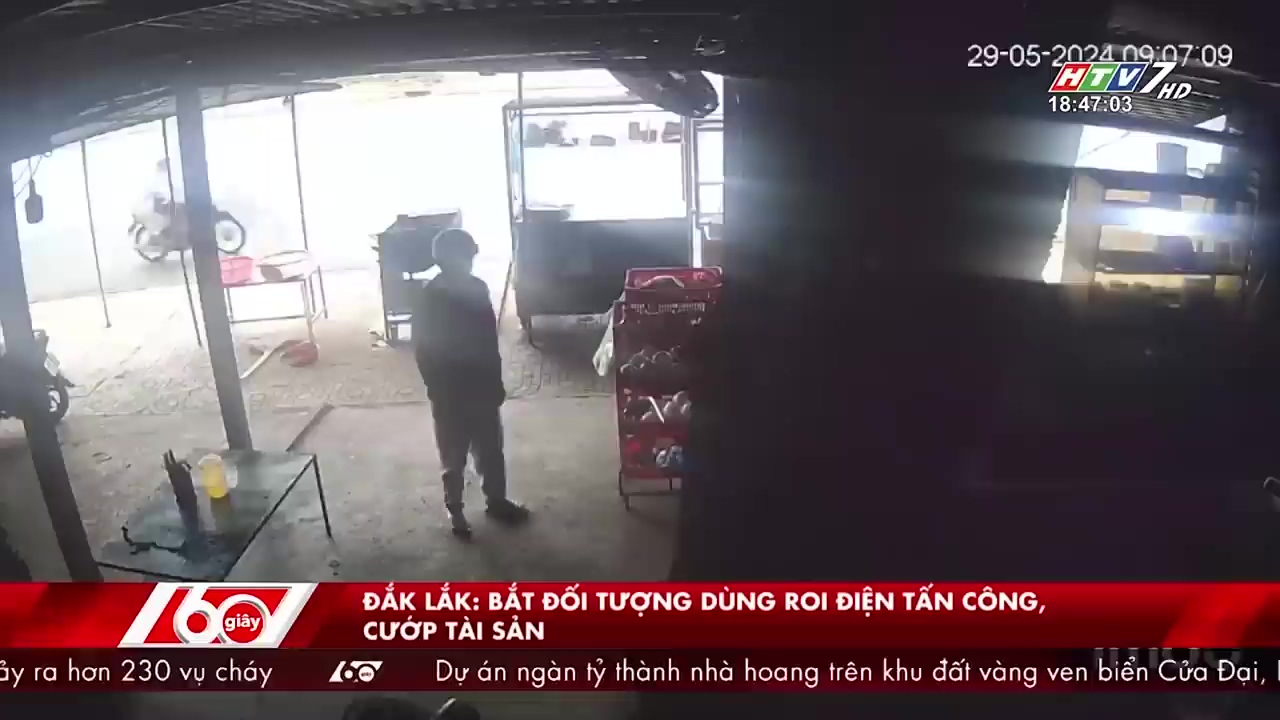 29-05-2024 09:07:09
HTV7 HD
18:47:03
60 giây
ĐẮK LẮK: BẮT ĐỐI TƯỢNG DÙNG ROI ĐIỆN TẤN CÔNG,
CƯỚP TÀI SẢN
ảy ra hơn 230 vụ cháy 60 giây Dự án ngàn tỷ thành nhà hoang trên khu đất vàng ven biển Cửa Đại,